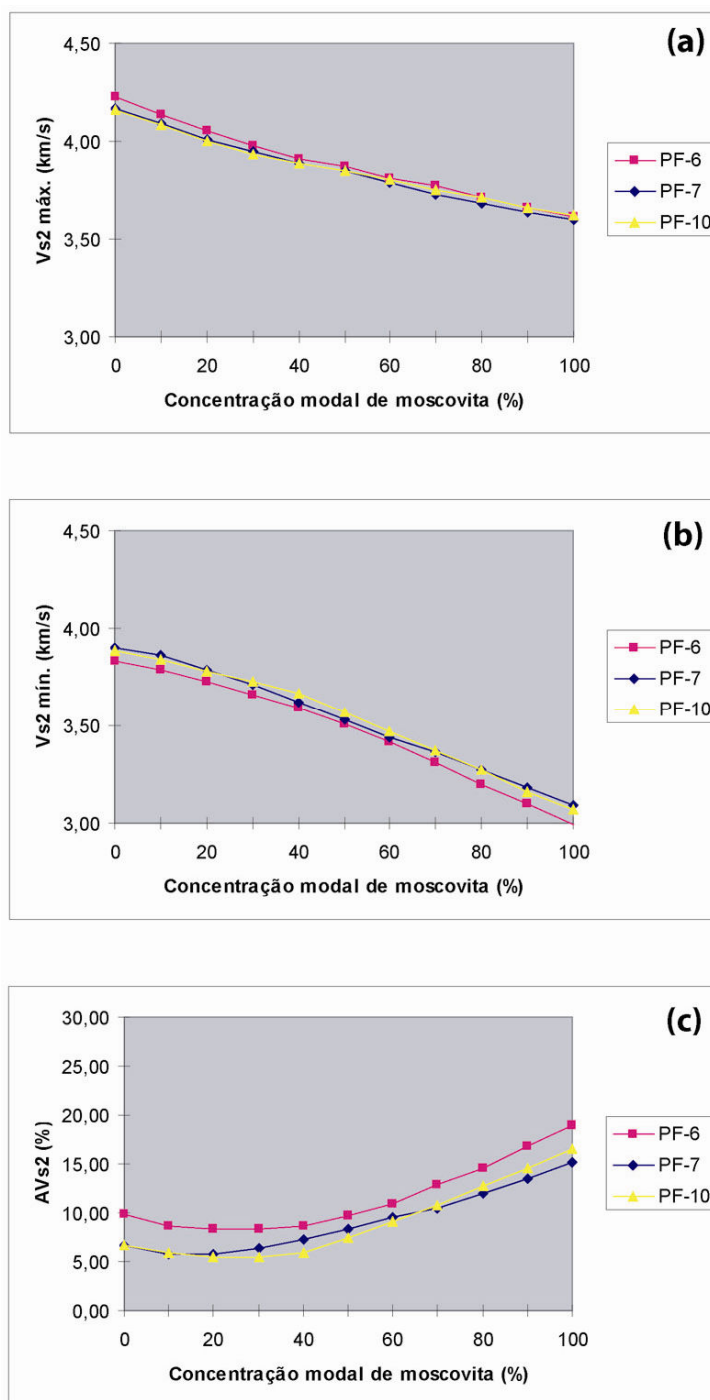 (a)
4,50
4,00
3,50
3,00
Vs2 máx. (km/s)
0 20 40 60 80 100
Concentração modal de moscovita (%)
PF-6
PF-7
PF-10
(b)
4,50
4,00
3,50
3,00
Vs2 mín. (km/s)
0 20 40 60 80 100
Concentração modal de moscovita (%)
PF-6
PF-7
PF-10
(c)
30,00
25,00
20,00
15,00
10,00
5,00
0,00
AVs2 (%)
0 20 40 60 80 100
Concentração modal de moscovita (%)
PF-6
PF-7
PF-10